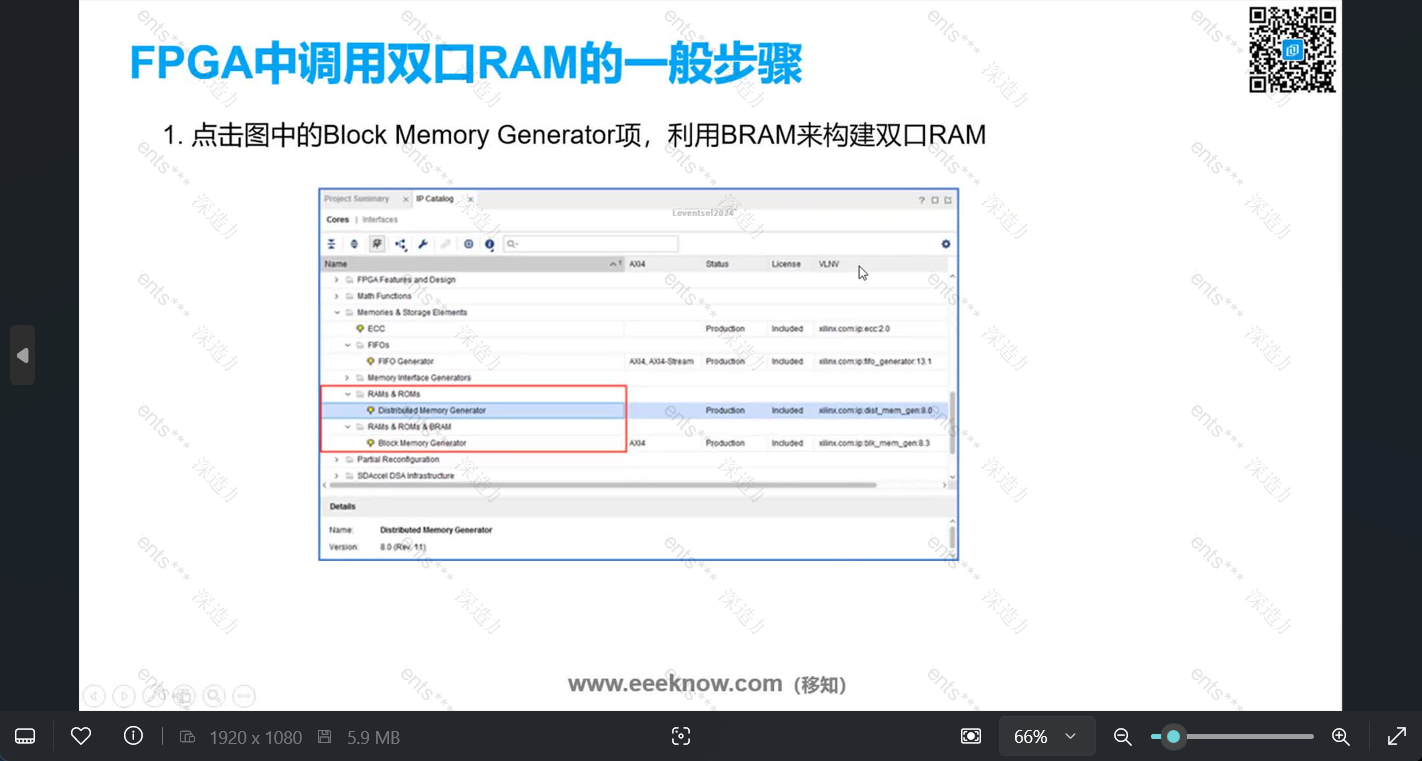 FPGA中调用双口RAM的一般步骤
1. 点击图中的Block Memory Generator项，利用BRAM来构建双口RAM
Project Summary × IP Catalog ×
Cores | Interfaces
Leventsel2024
Name AXI4 Status License VLNV
FPGA Features and Design
Math Functions
Memories & Storage Elements
ECC Production Included xilinx.com:ip:ecc:2.0
FIFOs
FIFO Generator AXI4, AXI4-Stream Production Included xilinx.com:ip:fifo_generator:13.1
Memory Interface Generators
RAMs & ROMs
Distributed Memory Generator Production Included xilinx.com:ip:dist_mem_gen:8.0
RAMs & ROMs & BRAM
Block Memory Generator AXI4 Production Included xilinx.com:ip:blk_mem_gen:8.3
Partial Reconfiguration
SDAccel DSA Infrastructure
Details
Name: Distributed Memory Generator
Version: 8.0 (Rev. 11)
www.eeeknow.com（移知）
ents*** 深造力
1920 x 1080 5.9 MB 66%